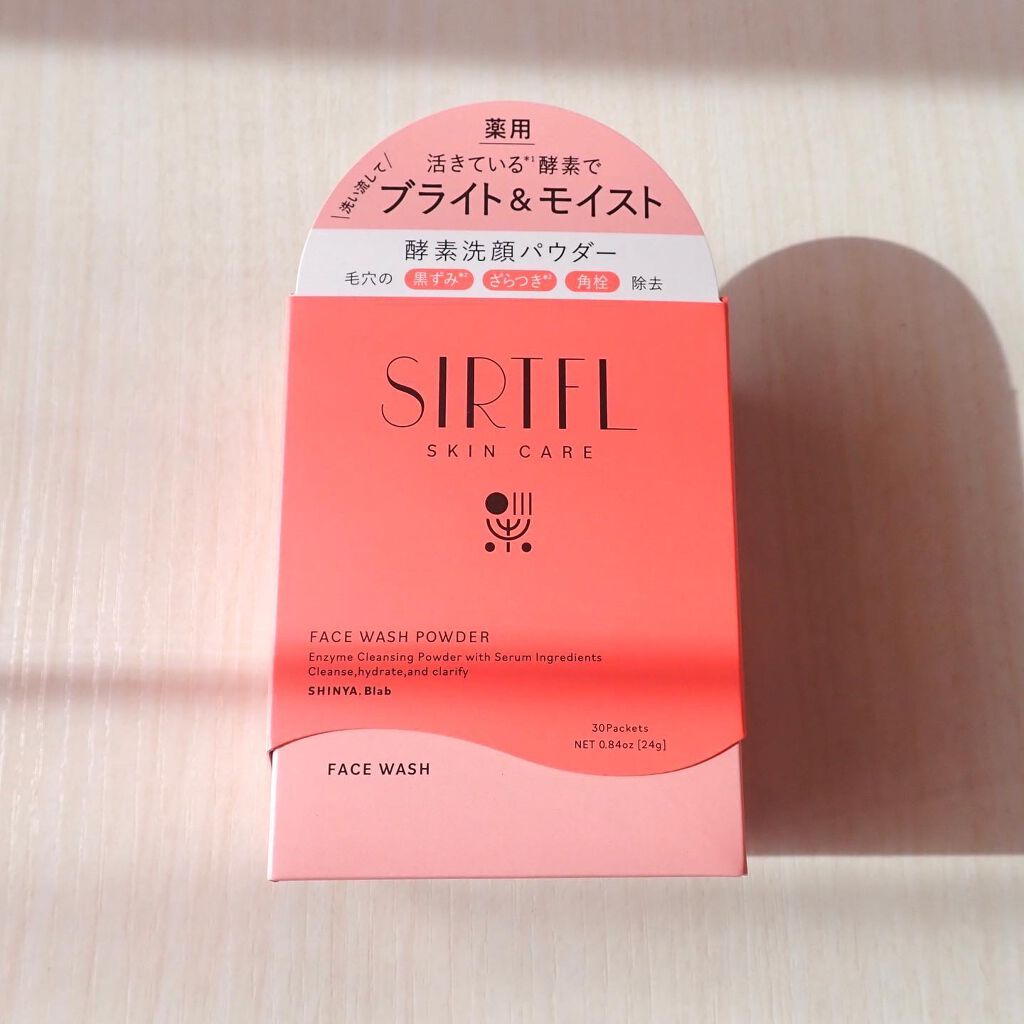 薬用
洗い流して
活きている*1 酵素で
ブライト&モイスト
酵素洗顔パウダー
毛穴の 黒ずみ*2 ざらつき*2 角栓 除去
SIRTFL
SKIN CARE
FACE WASH POWDER
Enzyme Cleansing Powder with Serum Ingredients
Cleanse,hydrate,and clarify
SHINYA.Blab
30Packets
NET 0.84oz [24g]
FACE WASH